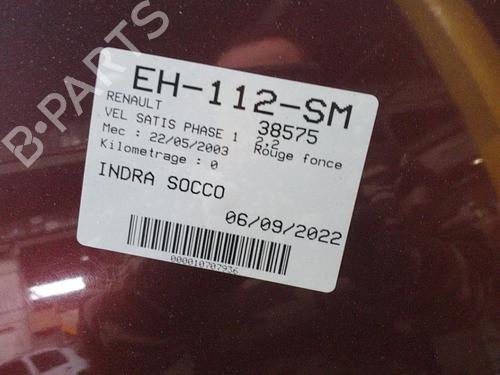 EH-112-SM
RENAULT
38575
VEL SATIS PHASE 1
2,2
Mec : 22/05/2003
Rouge fonce
Kilometrage : 0
INDRA SOCCO
06/09/2022
000010707936
B-PARTS